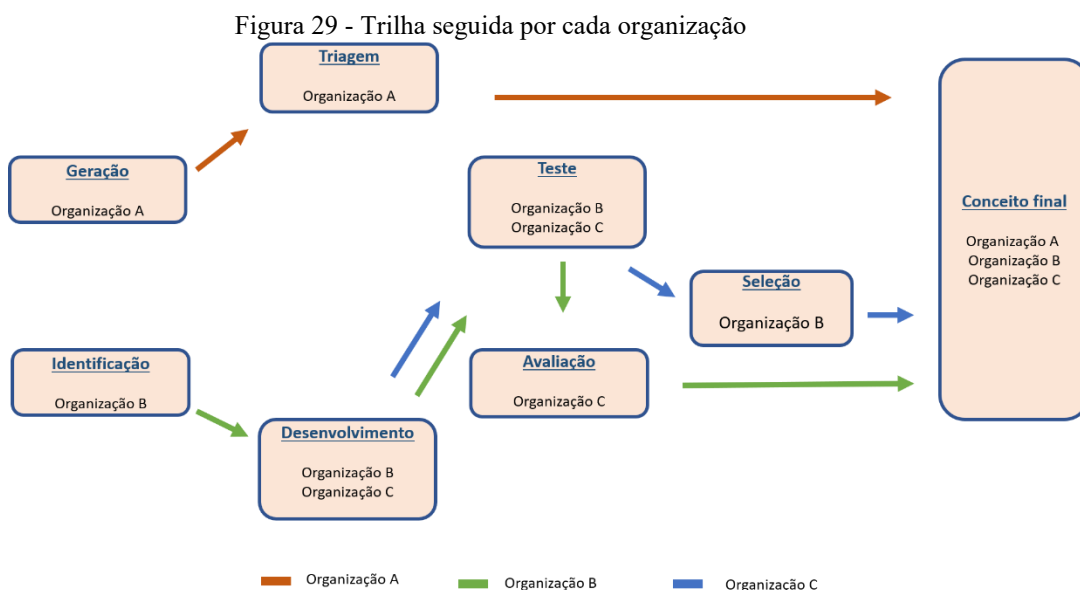 Figura 29 - Trilha seguida por cada organização
Triagem
Organização A
Geração
Organização A
Teste
Organização B
Organização C
Conceito final
Organização A
Organização B
Organização C
Seleção
Organização B
Identificação
Organização B
Avaliação
Organização C
Desenvolvimento
Organização B
Organização C
Organização A
Organização B
Organização C